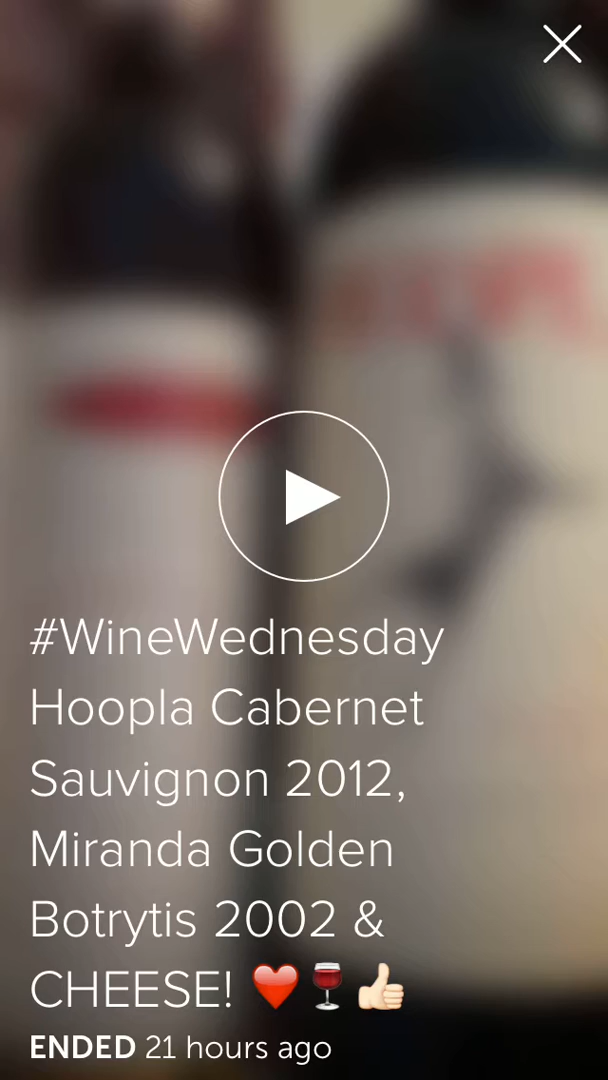 #WineWednesday
Hoopla Cabernet
Sauvignon 2012,
Miranda Golden
Botrytis 2002 &
CHEESE! ❤️🍷👍🏻
ENDED 21 hours ago